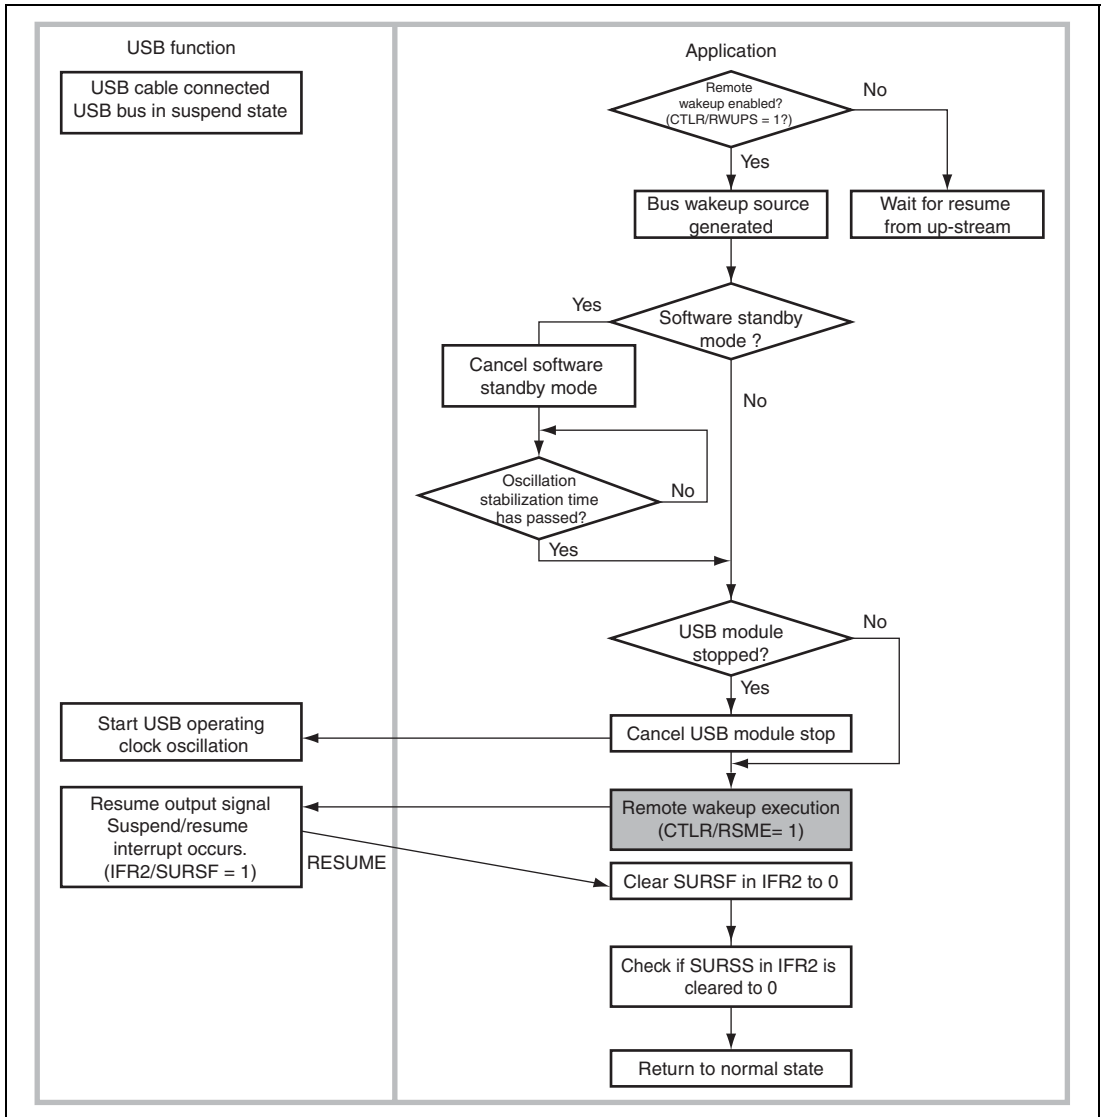 USB function
USB cable connected
USB bus in suspend state
Application
Remote
wakeup enabled?
(CTLR/RWUPS = 1?)
No
Yes
Bus wakeup source
generated
Wait for resume
from up-stream
Yes
Software standby
mode ?
Cancel software
standby mode
No
Oscillation
stabilization time
has passed?
No
Yes
USB module
stopped?
No
Yes
Start USB operating
clock oscillation
Cancel USB module stop
Resume output signal
Suspend/resume
interrupt occurs.
(IFR2/SURSF = 1)
RESUME
Remote wakeup execution
(CTLR/RSME= 1)
Clear SURSF in IFR2 to 0
Check if SURSS in IFR2 is
cleared to 0
Return to normal state